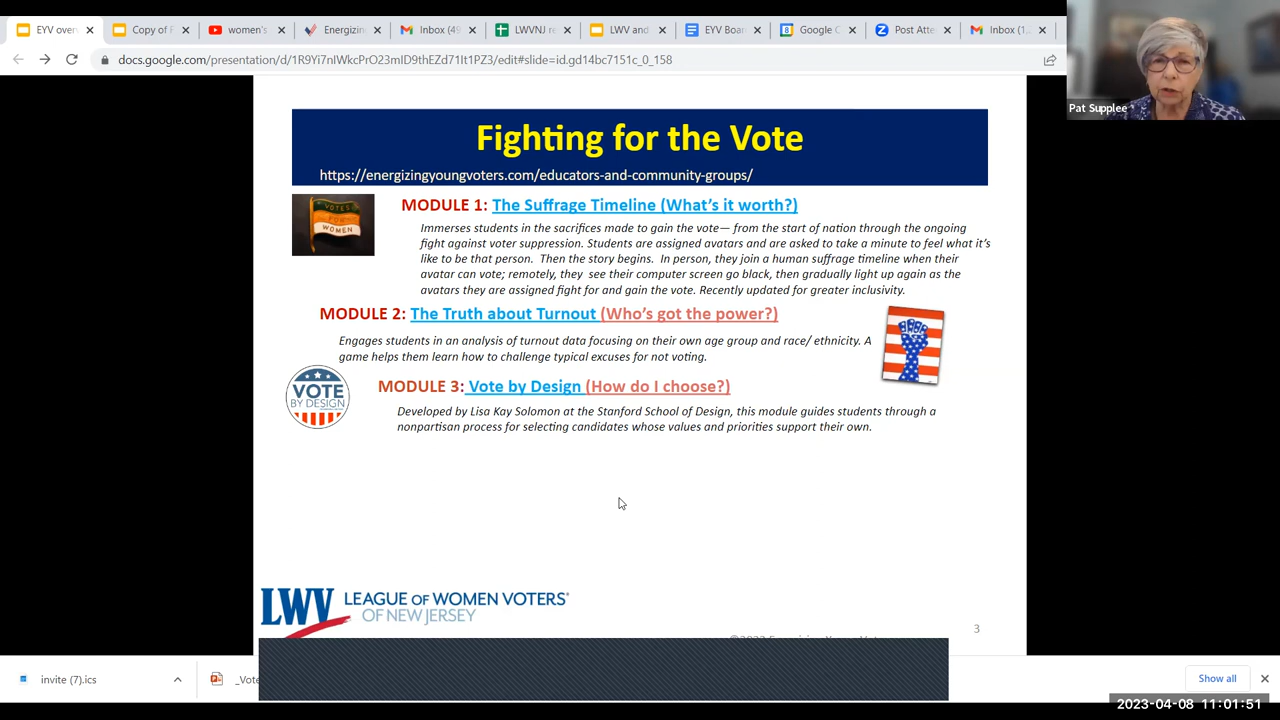 EYV over
Copy of F
women's
Energizin
Inbox (49
LWVNJ re
LWV and
EYV Boar
Google C
Post Atte
Inbox (1,
docs.google.com/presentation/d/1R9Yi7nIWkcPrO23mID9thEZd71It1PZ3/edit#slide=id.gd14bc7151c_0_158
Pat Supplee
Fighting for the Vote
https://energizingyoungvoters.com/educators-and-community-groups/
VOTES
FOR
WOMEN
MODULE 1: The Suffrage Timeline (What's it worth?)
Immerses students in the sacrifices made to gain the vote— from the start of nation through the ongoing
fight against voter suppression. Students are assigned avatars and are asked to take a minute to feel what it's
like to be that person. Then the story begins. In person, they join a human suffrage timeline when their
avatar can vote; remotely, they see their computer screen go black, then gradually light up again as the
avatars they are assigned fight for and gain the vote. Recently updated for greater inclusivity.
MODULE 2: The Truth about Turnout (Who's got the power?)
Engages students in an analysis of turnout data focusing on their own age group and race/ ethnicity. A
game helps them learn how to challenge typical excuses for not voting.
VOTE
BY DESIGN
MODULE 3: Vote by Design (How do I choose?)
Developed by Lisa Kay Solomon at the Stanford School of Design, this module guides students through a
nonpartisan process for selecting candidates whose values and priorities support their own.
LWV LEAGUE OF WOMEN VOTERS®
OF NEW JERSEY
3
invite (7).ics
_Vote
Show all
2023-04-08 11:01:51